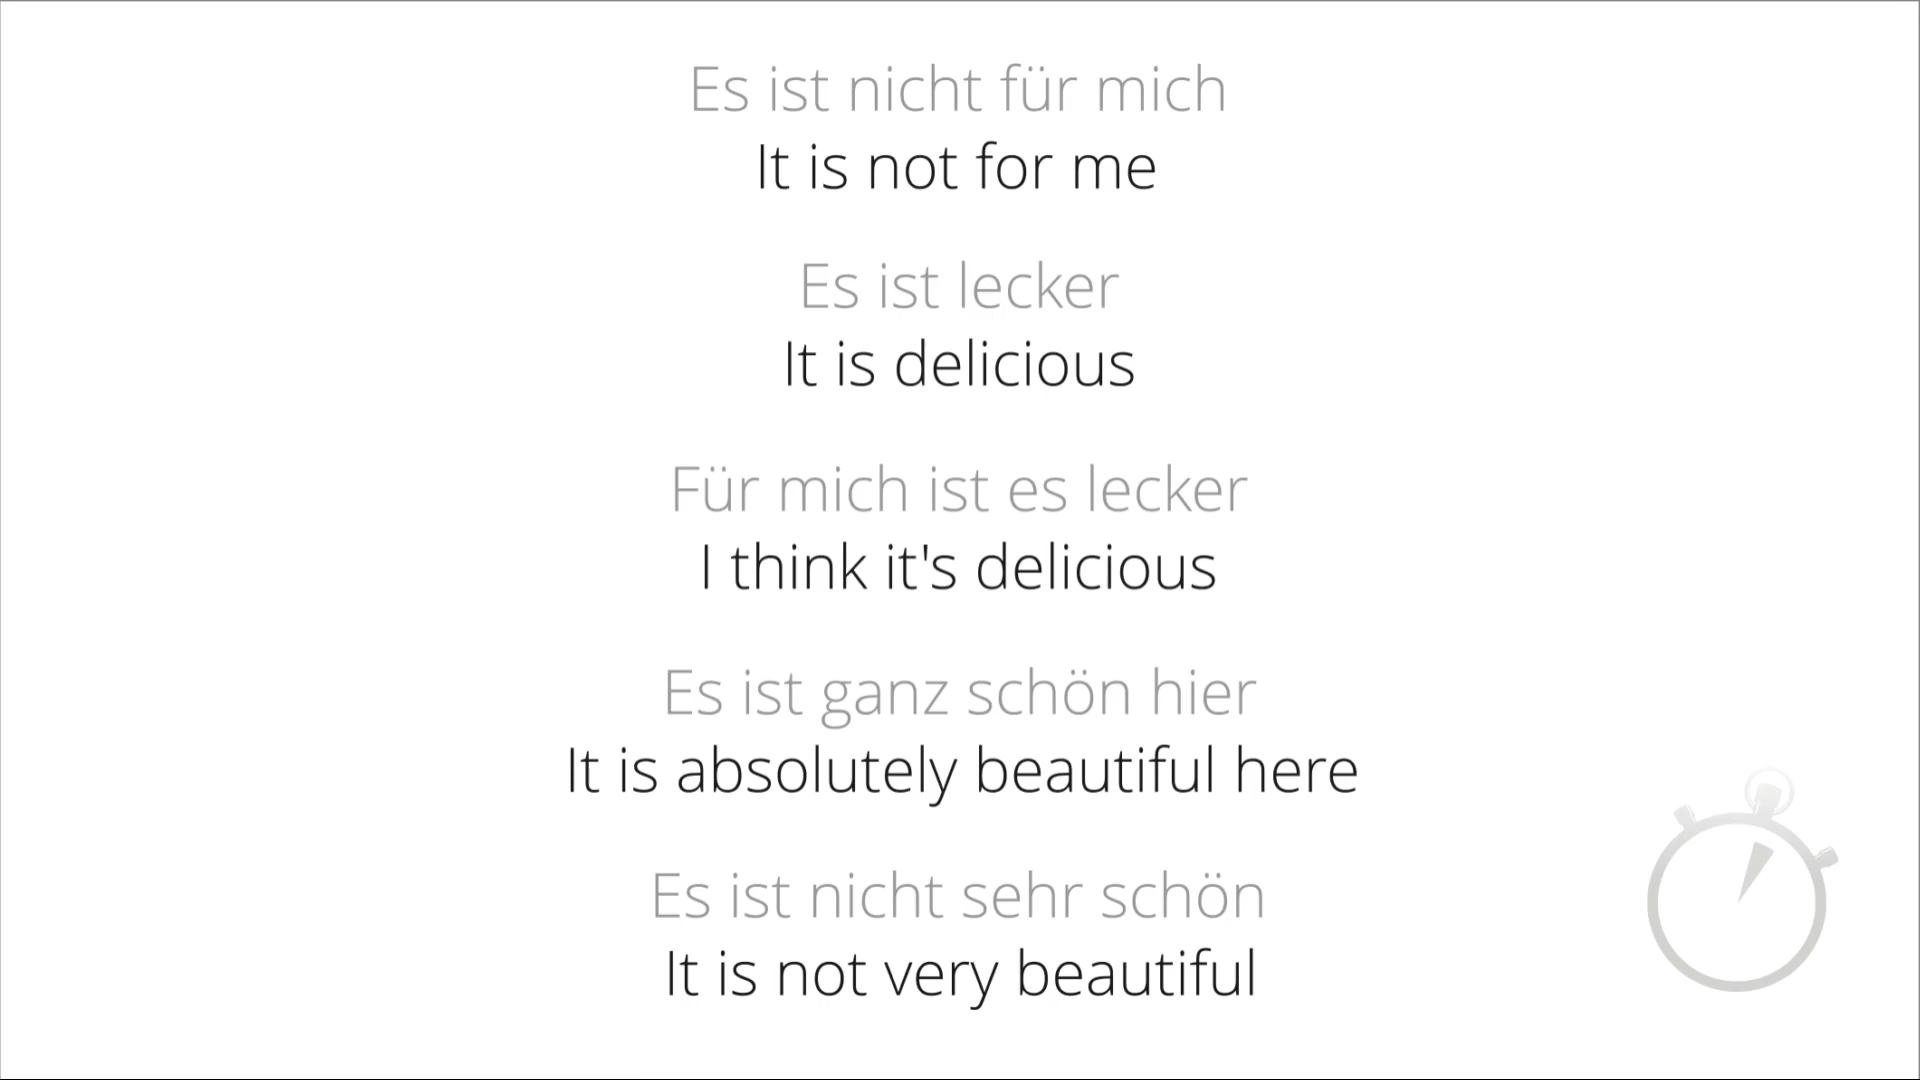 Es ist nicht für mich
It is not for me
Es ist lecker
It is delicious
Für mich ist es lecker
I think it's delicious
Es ist ganz schön hier
It is absolutely beautiful here
Es ist nicht sehr schön
It is not very beautiful